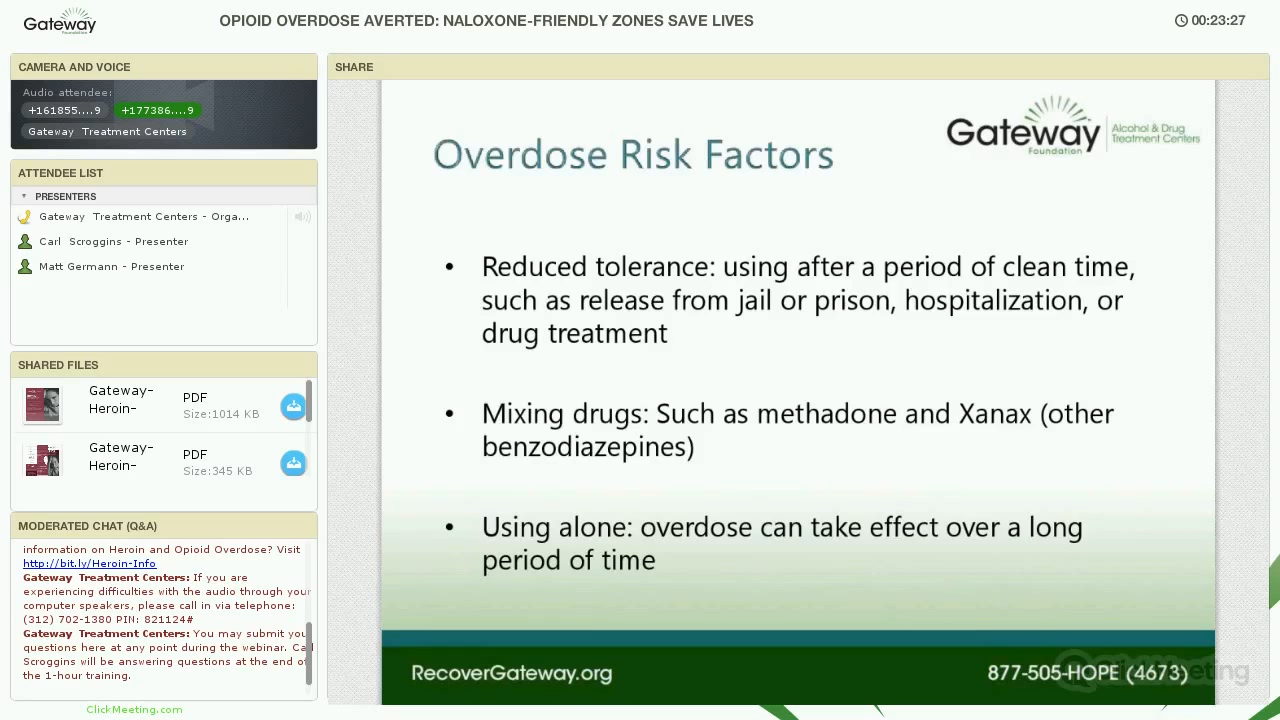 Gateway
Foundation
OPIOID OVERDOSE AVERTED: NALOXONE-FRIENDLY ZONES SAVE LIVES
00:23:27
CAMERA AND VOICE
Audio attendee:
+161855....9
+177386....9
Gateway Treatment Centers
ATTENDEE LIST
PRESENTERS
Gateway Treatment Centers - Orga...
Carl Scroggins - Presenter
Matt Germann - Presenter
SHARED FILES
Gateway-
Heroin-
PDF
Size:1014 KB
Gateway-
Heroin-
PDF
Size:345 KB
MODERATED CHAT (Q&A)
information on Heroin and Opioid Overdose? Visit
http://bit.ly/Heroin-Info
Gateway Treatment Centers: If you are
experiencing difficulties with the audio through your
computer speakers, please call in via telephone:
(312) PIN: 821124#
Gateway Treatment Centers: You may submit
questions here at any point during the webinar.
Scroggins will be answering questions at the end of
the 1-hour training.
ClickMeeting.com
SHARE
Gateway
Foundation
Alcohol & Drug
Treatment Centers
Overdose Risk Factors
• Reduced tolerance: using after a period of clean time,
such as release from jail or prison, hospitalization, or
drug treatment
• Mixing drugs: Such as methadone and Xanax (other
benzodiazepines)
• Using alone: overdose can take effect over a long
period of time
RecoverGateway.org
877-505-HOPE (4673)